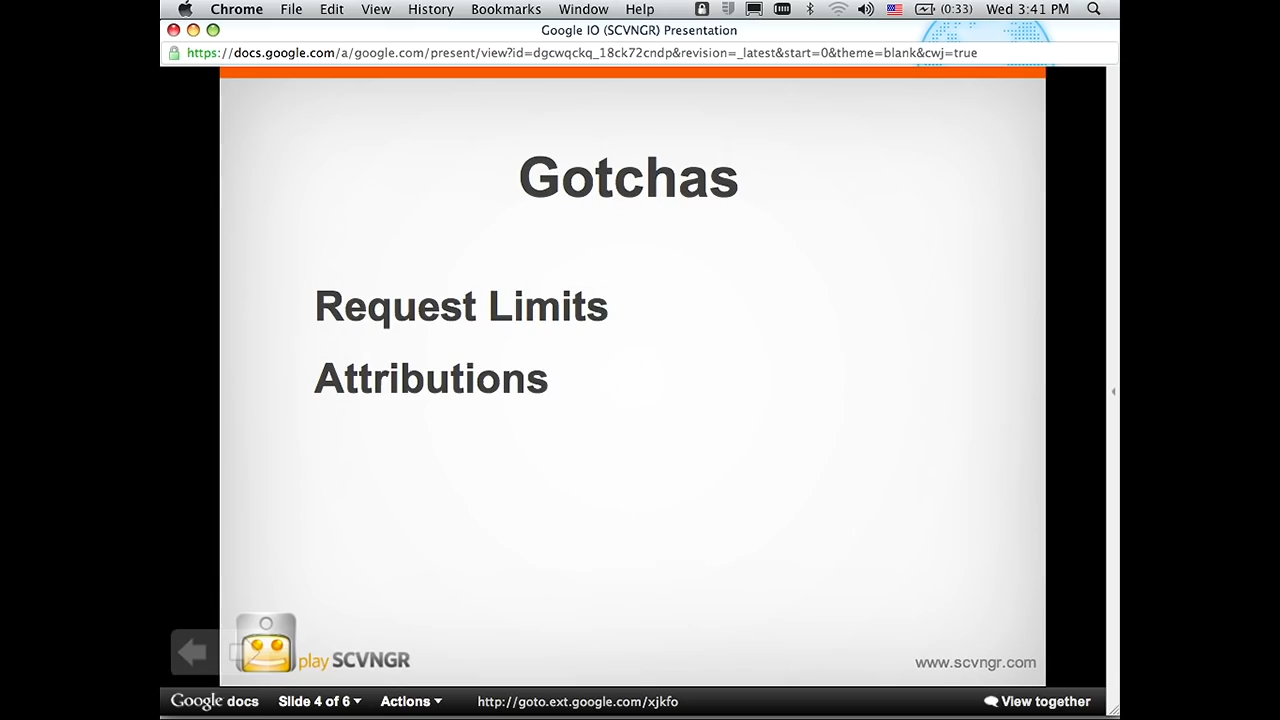 Chrome File Edit View History Bookmarks Window Help (0:33) Wed 3:41 PM
Google IO (SCVNGR) Presentation
https://docs.google.com/a/google.com/present/view?id=dgcwqckq_18ck72cndp&revision=_latest&start=0&theme=blank&cwj=true
Gotchas
Request Limits
Attributions
play SCVNGR
www.scvngr.com
Google docs Slide 4 of 6 Actions http://goto.ext.google.com/xjkfo View together